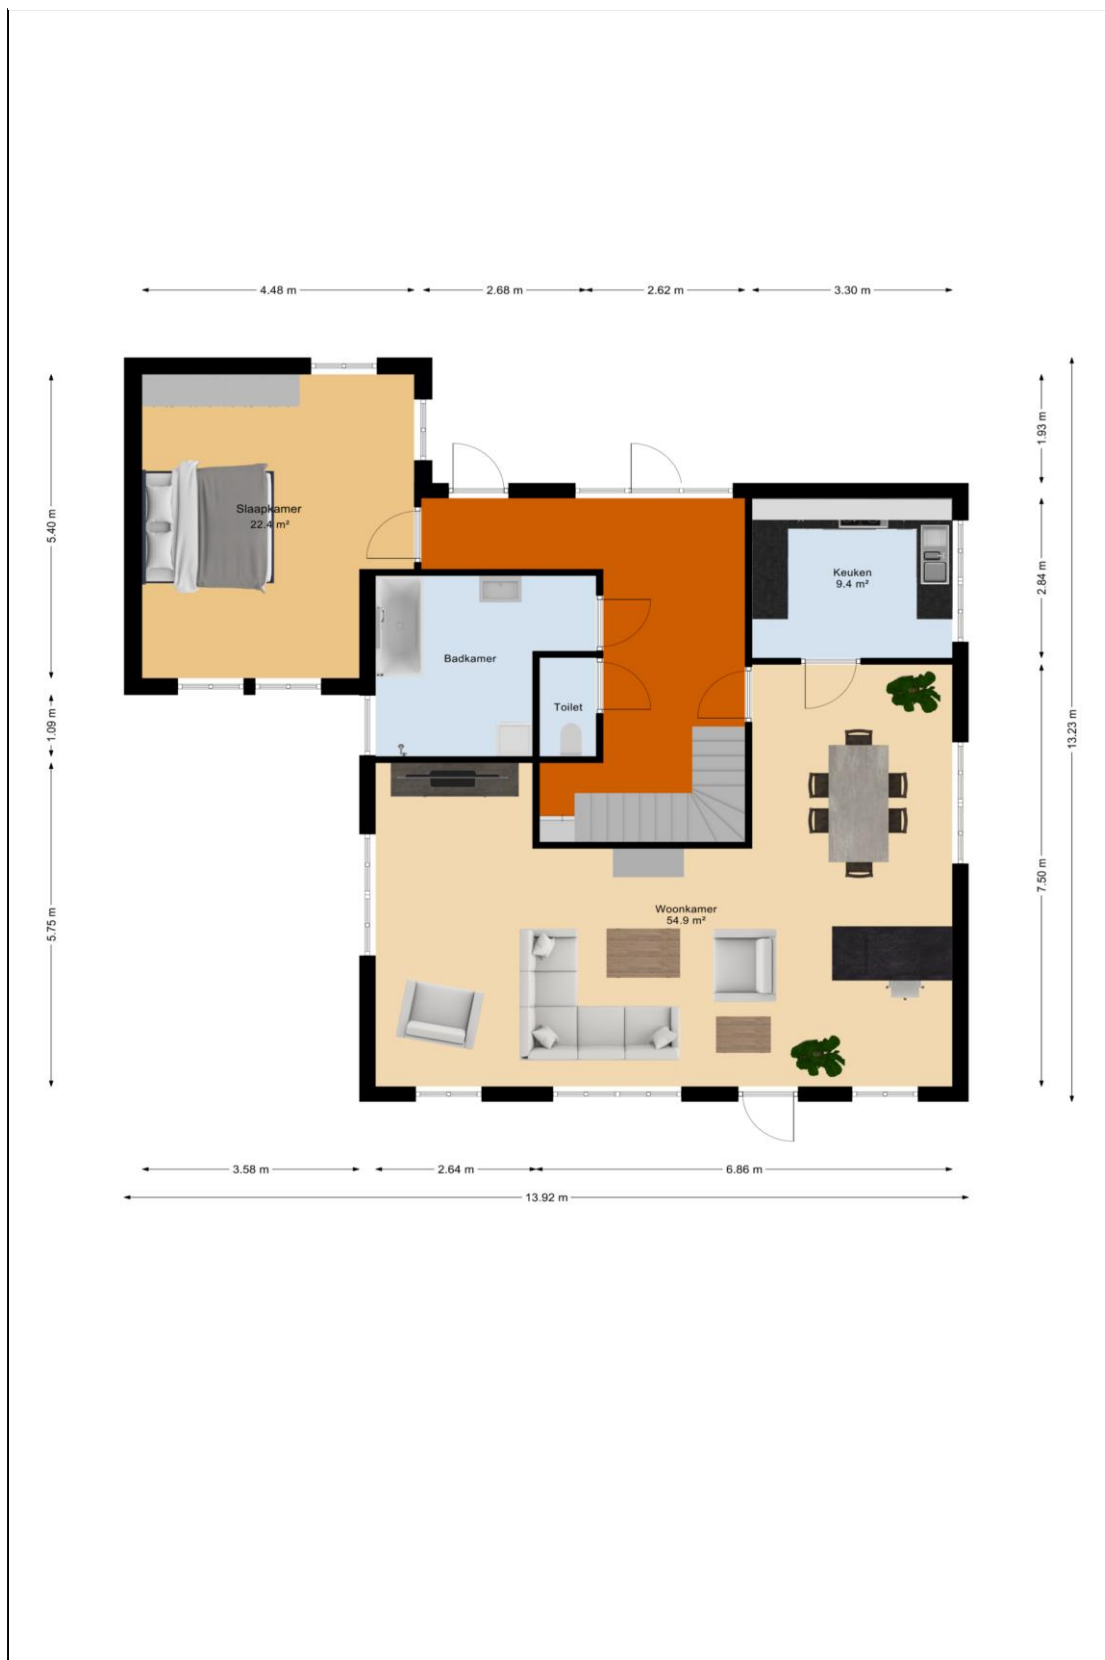 4.48 m
2.68 m
2.62 m
3.30 m
5.40 m
1.09 m
5.75 m
1.93 m
2.84 m
7.50 m
13.23 m
Slaapkamer
22.4 m²
Keuken
9.4 m²
Badkamer
Toilet
Woonkamer
54.9 m²
3.58 m
2.64 m
6.86 m
13.92 m